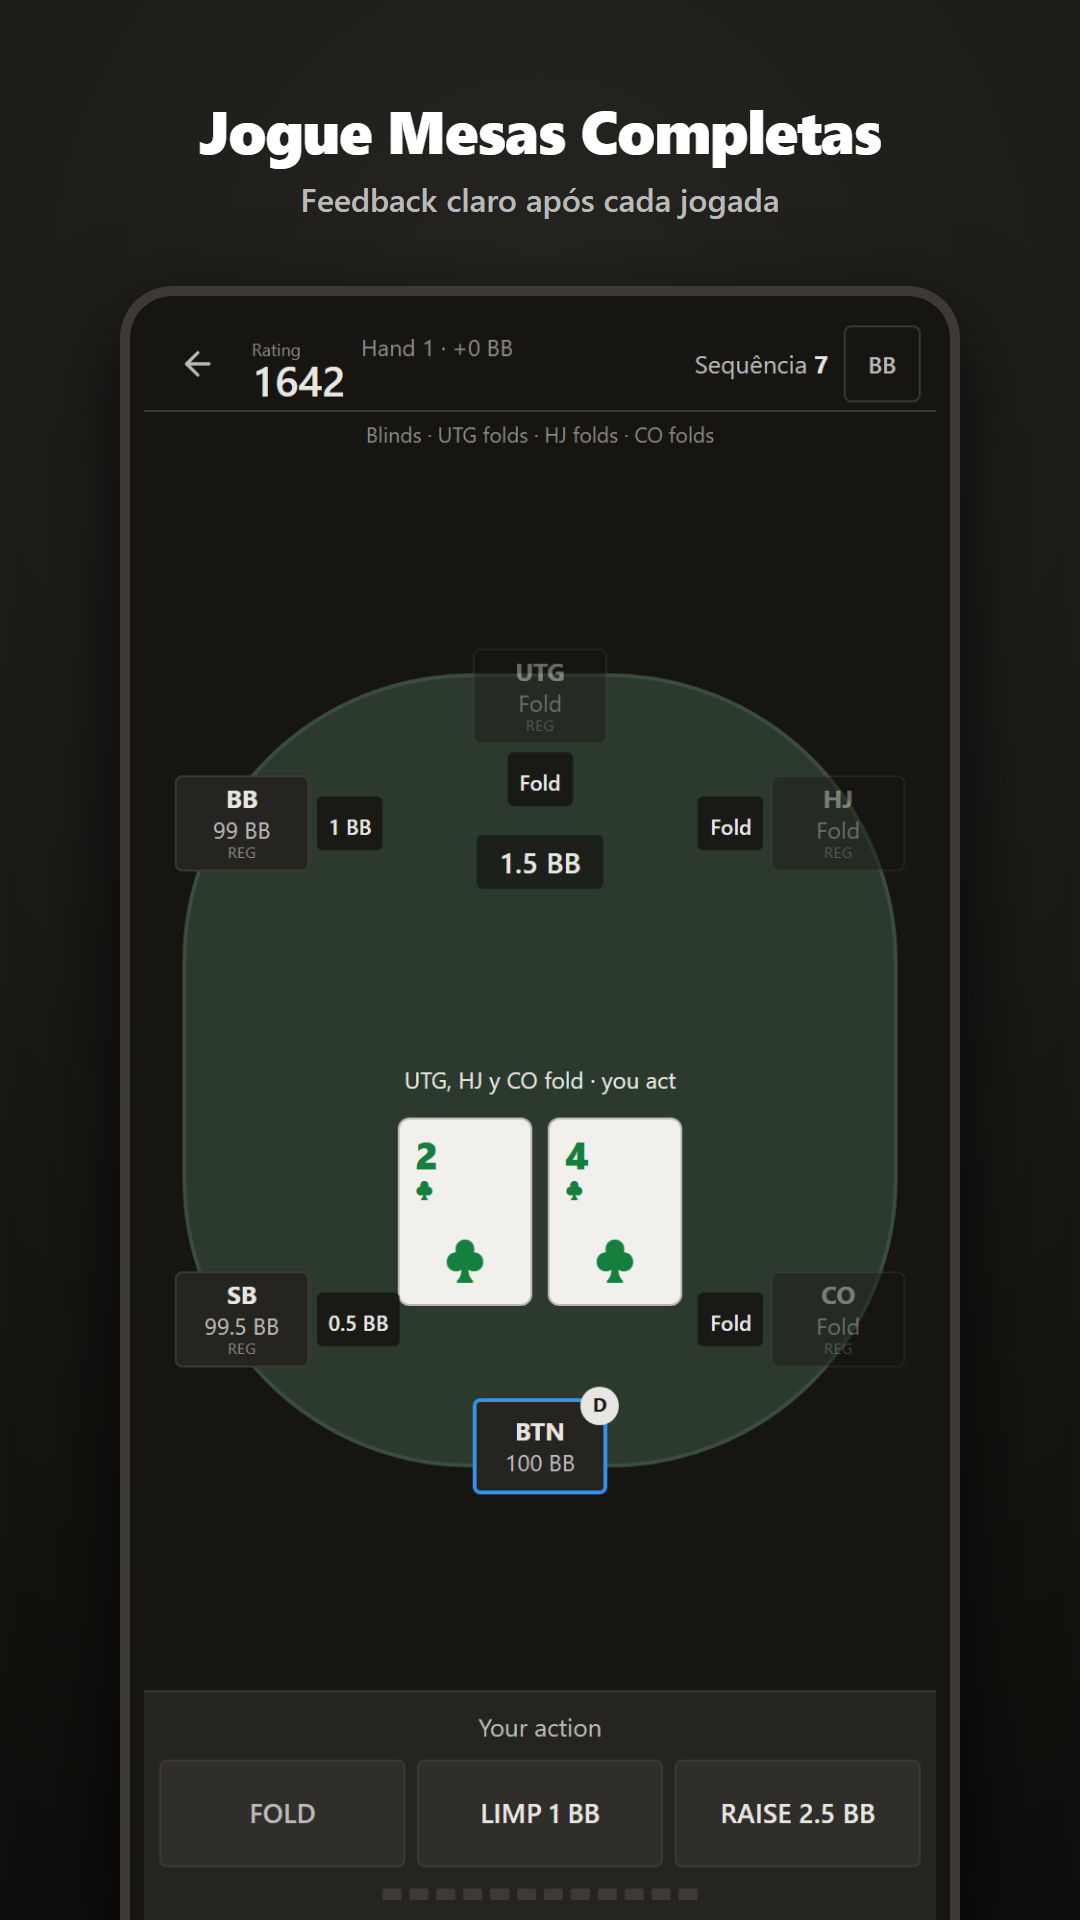 Jogue Mesas Completas
Feedback claro após cada jogada
Rating
1642
Hand 1 · +0 BB
Sequência 7
BB
Blinds · UTG folds · HJ folds · CO folds
UTG
Fold
REG
Fold
BB
99 BB
REG
1 BB
Fold
HJ
Fold
REG
1.5 BB
UTG, HJ y CO fold · you act
2
4
SB
99.5 BB
REG
0.5 BB
Fold
CO
Fold
REG
D
BTN
100 BB
Your action
FOLD
LIMP 1 BB
RAISE 2.5 BB